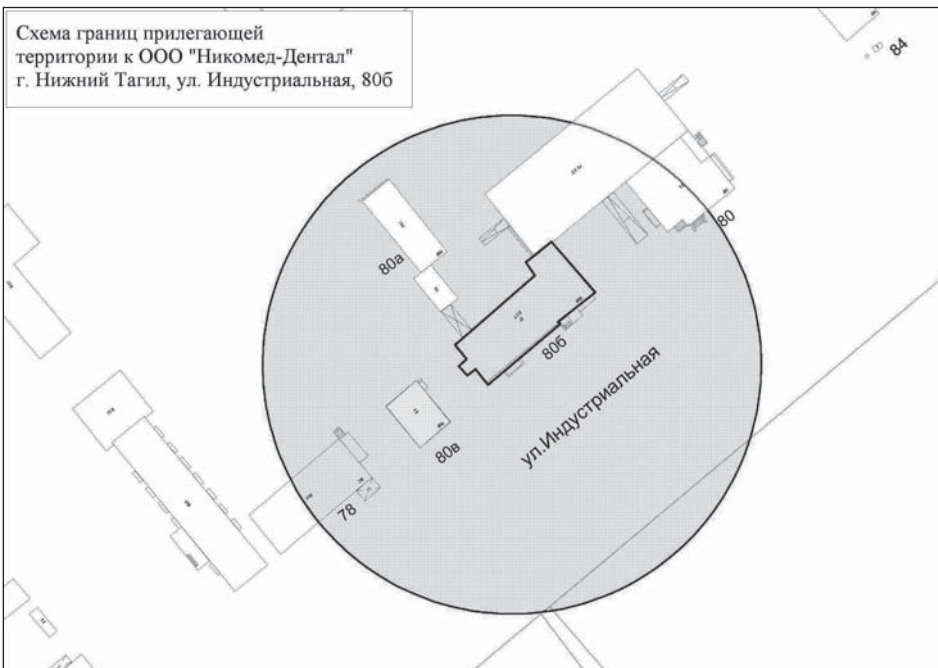 Схема границ прилегающей
территории к ООО "Никомед-Дентал"
г. Нижний Тагил, ул. Индустриальная, 80б
84
80
80а
80б
ул.Индустриальная
80в
78